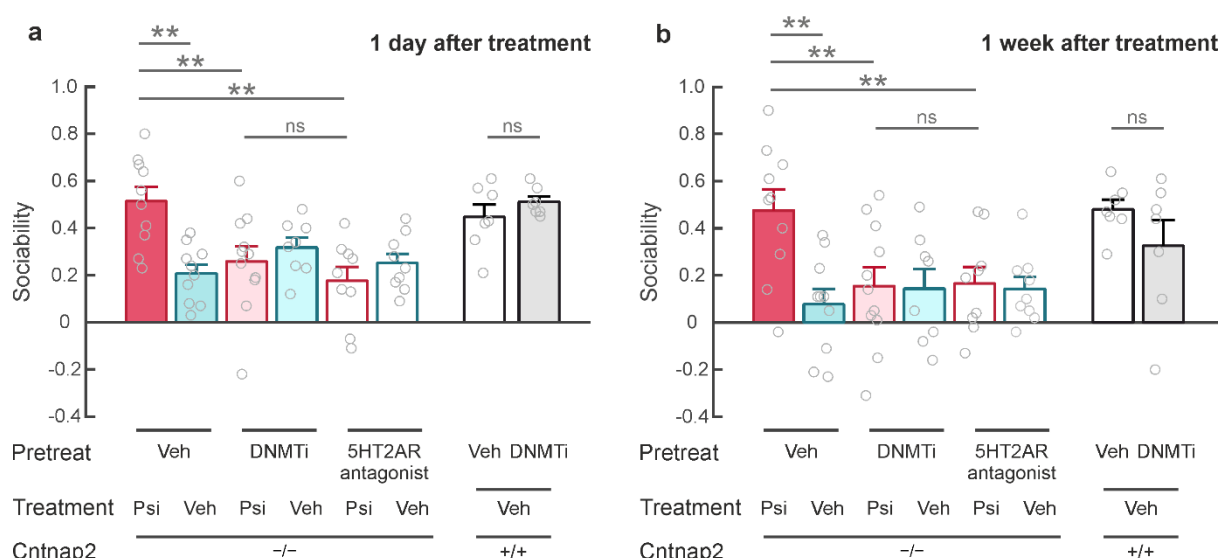 a
1 day after treatment
**
**
**
ns
ns
Sociability
1.0
0.8
0.6
0.4
0.2
0
-0.2
-0.4
Pretreat
Veh
DNMTi
5HT2AR
antagonist
Veh DNMTi
Treatment
Psi Veh Psi Veh Psi Veh
Veh
Cntnap2
−/−
+/+
b
1 week after treatment
**
**
**
ns
ns
Sociability
1.0
0.8
0.6
0.4
0.2
0
-0.2
-0.4
Pretreat
Veh
DNMTi
5HT2AR
antagonist
Veh DNMTi
Treatment
Psi Veh Psi Veh Psi Veh
Veh
Cntnap2
−/−
+/+